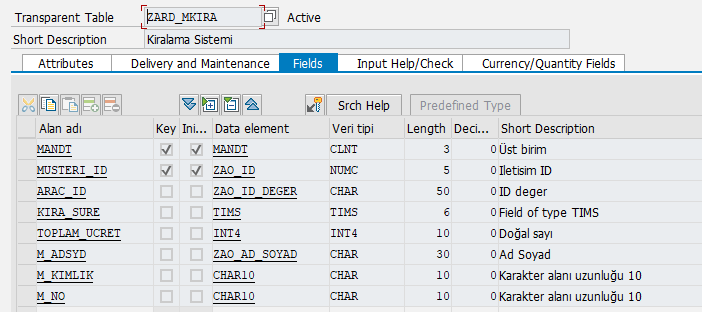 Transparent Table ZARD_MKIRA Active
Short Description Kiralama Sistemi
Attributes Delivery and Maintenance Fields Input Help/Check Currency/Quantity Fields
Srch Help Predefined Type
Alan adı Key Ini... Data element Veri tipi Length Deci... Short Description
MANDT MANDT CLNT 3 0 Üst birim
MUSTERI_ID ZAO_ID NUMC 5 0 Iletisim ID
ARAC_ID ZAO_ID_DEGER CHAR 50 0 ID deger
KIRA_SURE TIMS TIMS 6 0 Field of type TIMS
TOPLAM_UCRET INT4 INT4 10 0 Doğal sayı
M_ADSYD ZAO_AD_SOYAD CHAR 30 0 Ad Soyad
M_KIMLIK CHAR10 CHAR 10 0 Karakter alanı uzunluğu 10
M_NO CHAR10 CHAR 10 0 Karakter alanı uzunluğu 10